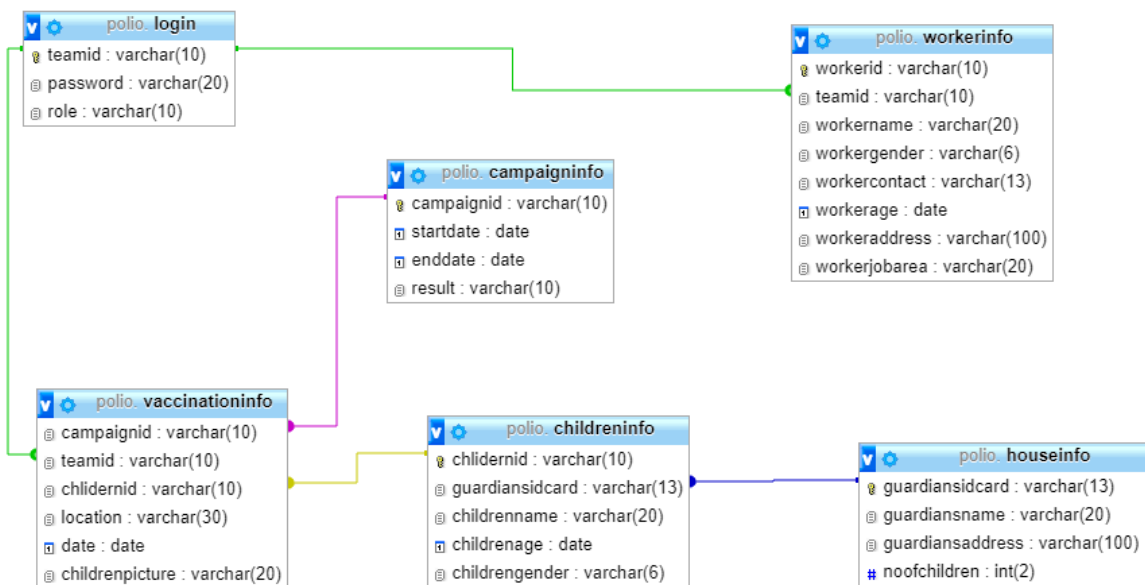 polio. login
teamid : varchar(10)
password : varchar(20)
role : varchar(10)
polio. workerinfo
workerid : varchar(10)
teamid : varchar(10)
workername : varchar(20)
workergender : varchar(6)
workercontact : varchar(13)
workerage : date
workeraddress : varchar(100)
workerjobarea : varchar(20)
polio. campaigninfo
campaignid : varchar(10)
startdate : date
enddate : date
result : varchar(10)
polio. vaccinationinfo
campaignid : varchar(10)
teamid : varchar(10)
chlidernid : varchar(10)
location : varchar(30)
date : date
childrenpicture : varchar(20)
polio. childreninfo
chlidernid : varchar(10)
guardiansidcard : varchar(13)
childrenname : varchar(20)
childrenage : date
childrengender : varchar(6)
polio. houseinfo
guardiansidcard : varchar(13)
guardiansname : varchar(20)
guardiansaddress : varchar(100)
# noofchildren : int(2)